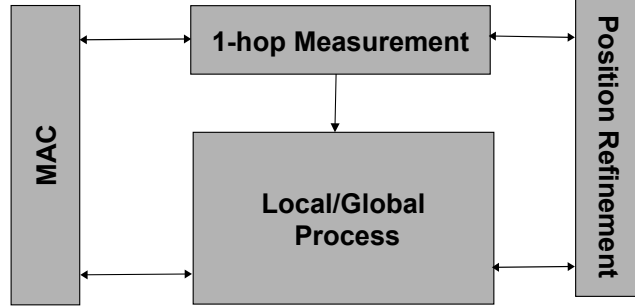 1-hop Measurement
MAC
Position Refinement
Local/Global
Process